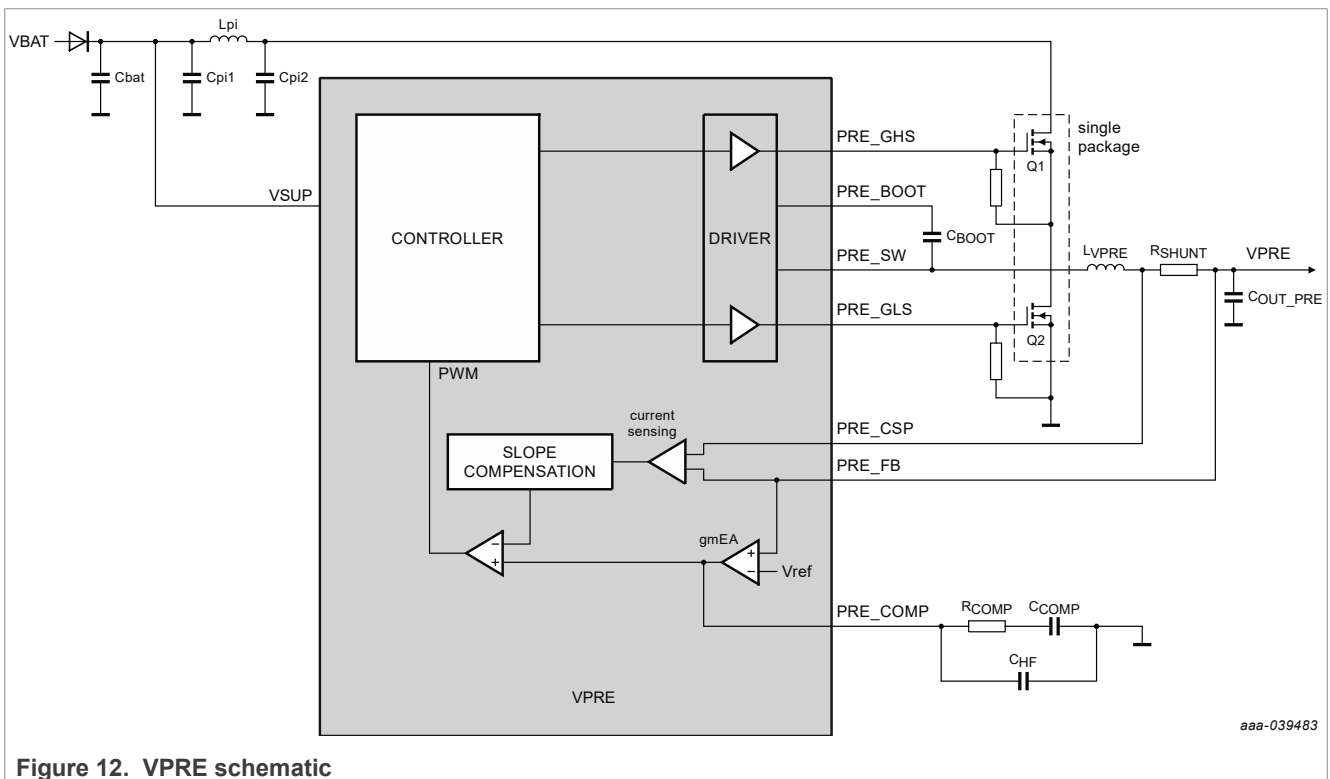 VBAT
Lpi
Cbat
Cpi1
Cpi2
VSUP
CONTROLLER
DRIVER
PWM
PRE_GHS
PRE_BOOT
PRE_SW
PRE_GLS
CBOOT
single
package
Q1
Q2
LVPRE
RSHUNT
VPRE
COUT_PRE
current
sensing
SLOPE
COMPENSATION
PRE_CSP
PRE_FB
gmEA
−
+
+
−
Vref
PRE_COMP
RCOMP
CCOMP
CHF
VPRE
aaa-039483
Figure 12. VPRE schematic